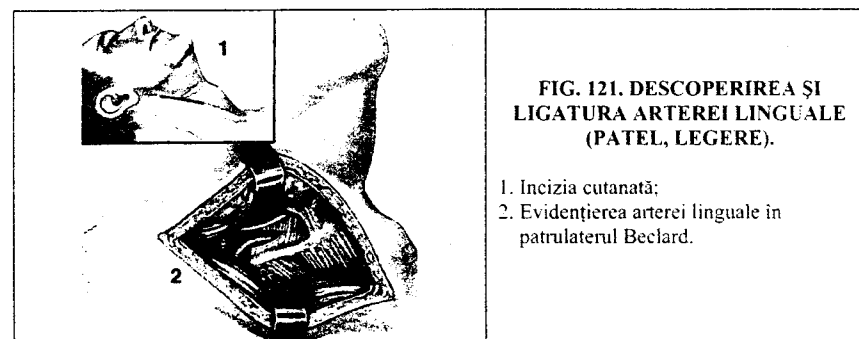 1
2
FIG. 121. DESCOPERIREA ŞI
LIGATURA ARTEREI LINGUALE
(PATEL, LEGERE).
1. Incizia cutanată;
2. Evidenţierea arterei linguale în
patrulaterul Beclard.